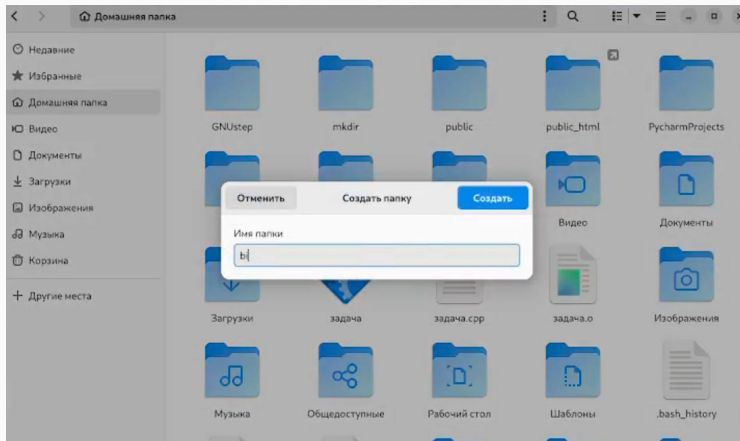 Домашняя папка
Недавние
Избранные
Домашняя папка
Видео
Документы
Загрузки
Изображения
Музыка
Корзина
Другие места
GNUstep
mkdir
public
public_html
PycharmProjects
Отменить
Создать папку
Создать
Имя папки
bi
Видео
Документы
Загрузки
задача
задача.cpp
задача.o
Изображения
Музыка
Общедоступные
Рабочий стол
Шаблоны
.bash_history